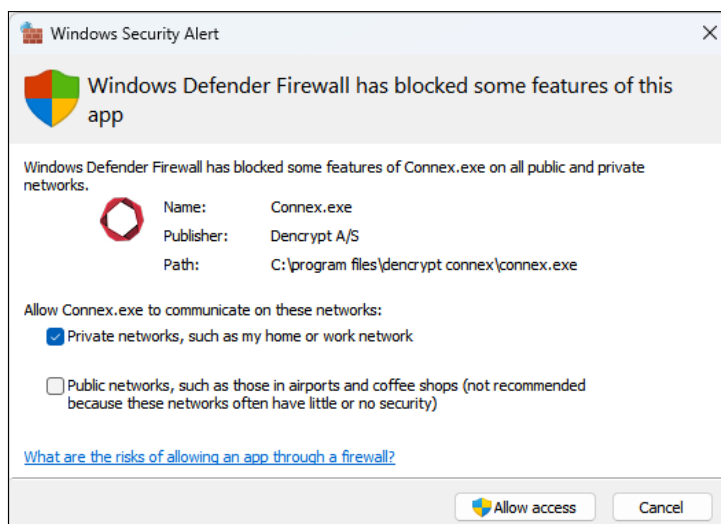 Windows Security Alert
Windows Defender Firewall has blocked some features of this
app
Windows Defender Firewall has blocked some features of Connex.exe on all public and private
networks.
Name: Connex.exe
Publisher: Dencrypt A/S
Path: C:\program files\dencrypt connex\connex.exe
Allow Connex.exe to communicate on these networks:
Private networks, such as my home or work network
Public networks, such as those in airports and coffee shops (not recommended
because these networks often have little or no security)
What are the risks of allowing an app through a firewall?
Allow access Cancel